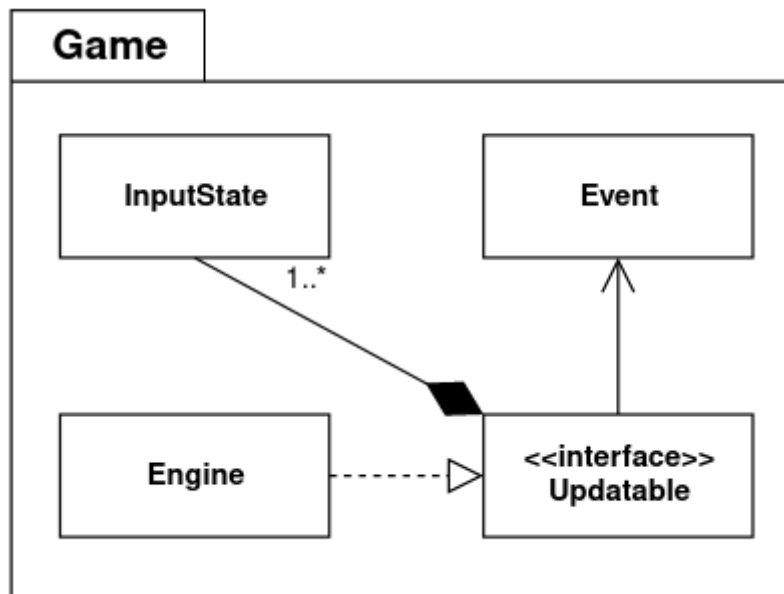 Game
InputState
Event
1..*
Engine
<<interface>>
Updatable